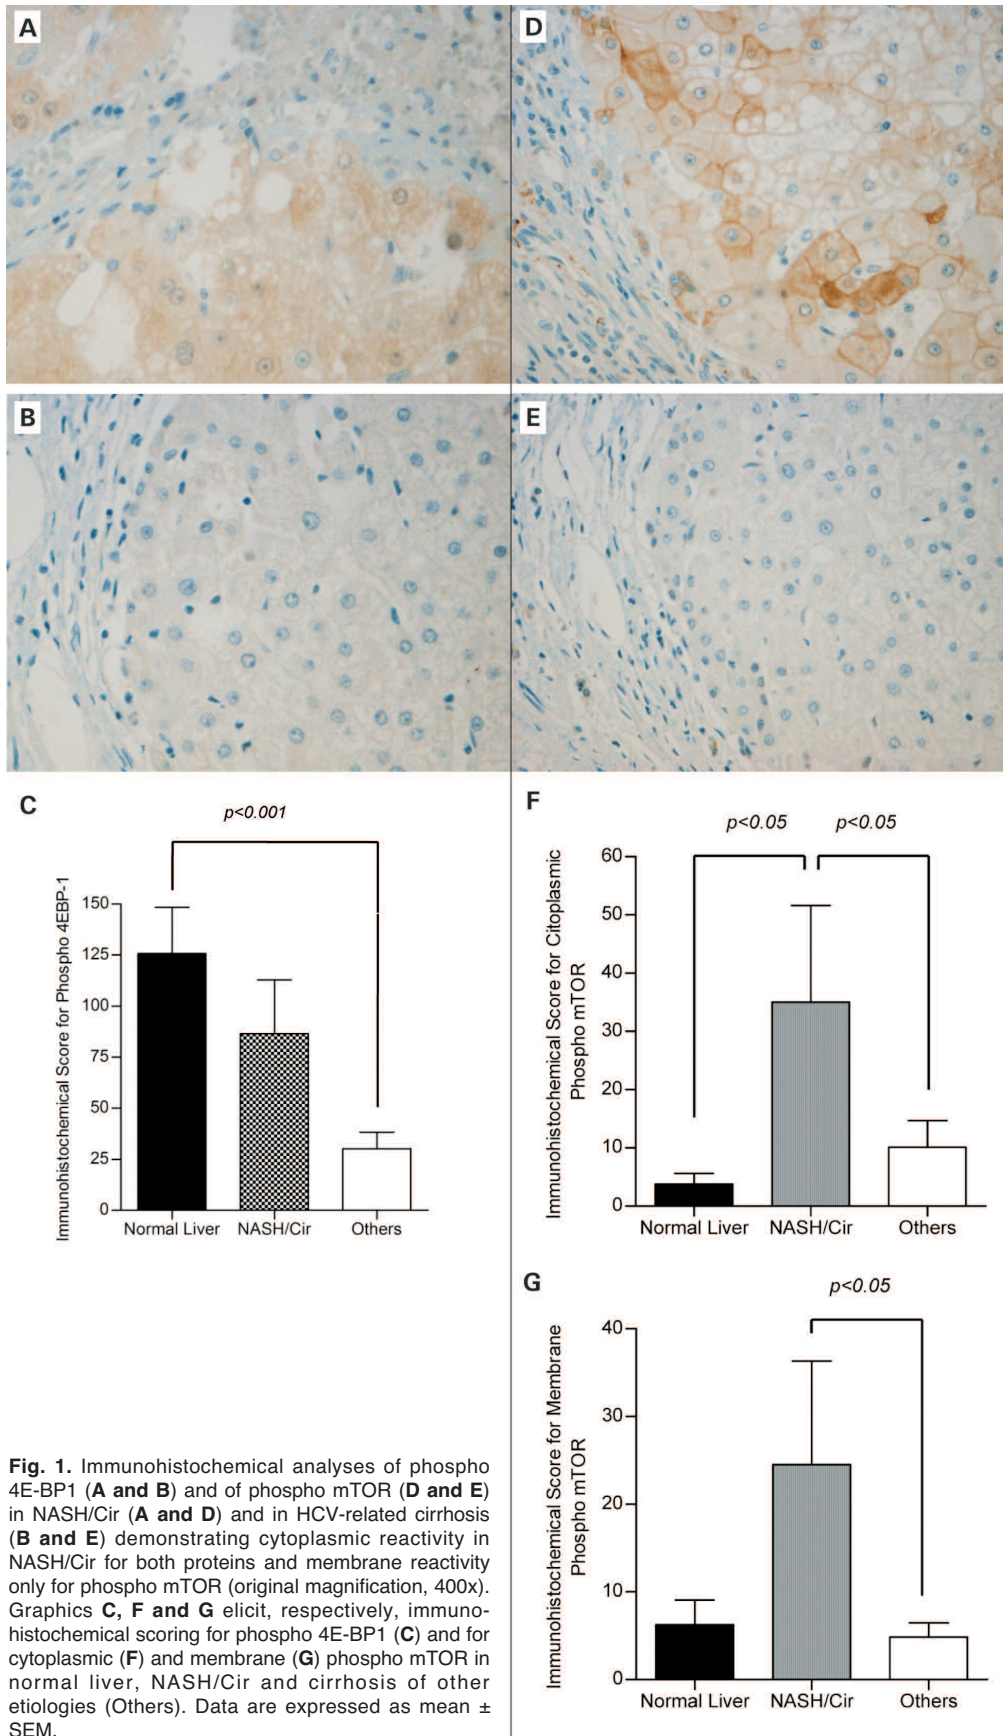 A
D
B
E
C
p<0.001
Immunohistochemical Score for Phospho 4EBP-1
150
125
100
75
50
25
0
Normal Liver
NASH/Cir
Others
F
p<0.05
p<0.05
Immunohistochemical Score for Citoplasmic
Phospho mTOR
60
50
40
30
20
10
0
Normal Liver
NASH/Cir
Others
G
p<0.05
Immunohistochemical Score for Membrane
Phospho mTOR
40
30
20
10
0
Normal Liver
NASH/Cir
Others
Fig. 1. Immunohistochemical analyses of phospho
4E-BP1 (A and B) and of phospho mTOR (D and E)
in NASH/Cir (A and D) and in HCV-related cirrhosis
(B and E) demonstrating cytoplasmic reactivity in
NASH/Cir for both proteins and membrane reactivity
only for phospho mTOR (original magnification, 400x).
Graphics C, F and G elicit, respectively, immuno-
histochemical scoring for phospho 4E-BP1 (C) and for
cytoplasmic (F) and membrane (G) phospho mTOR in
normal liver, NASH/Cir and cirrhosis of other
etiologies (Others). Data are expressed as mean ±
SEM.